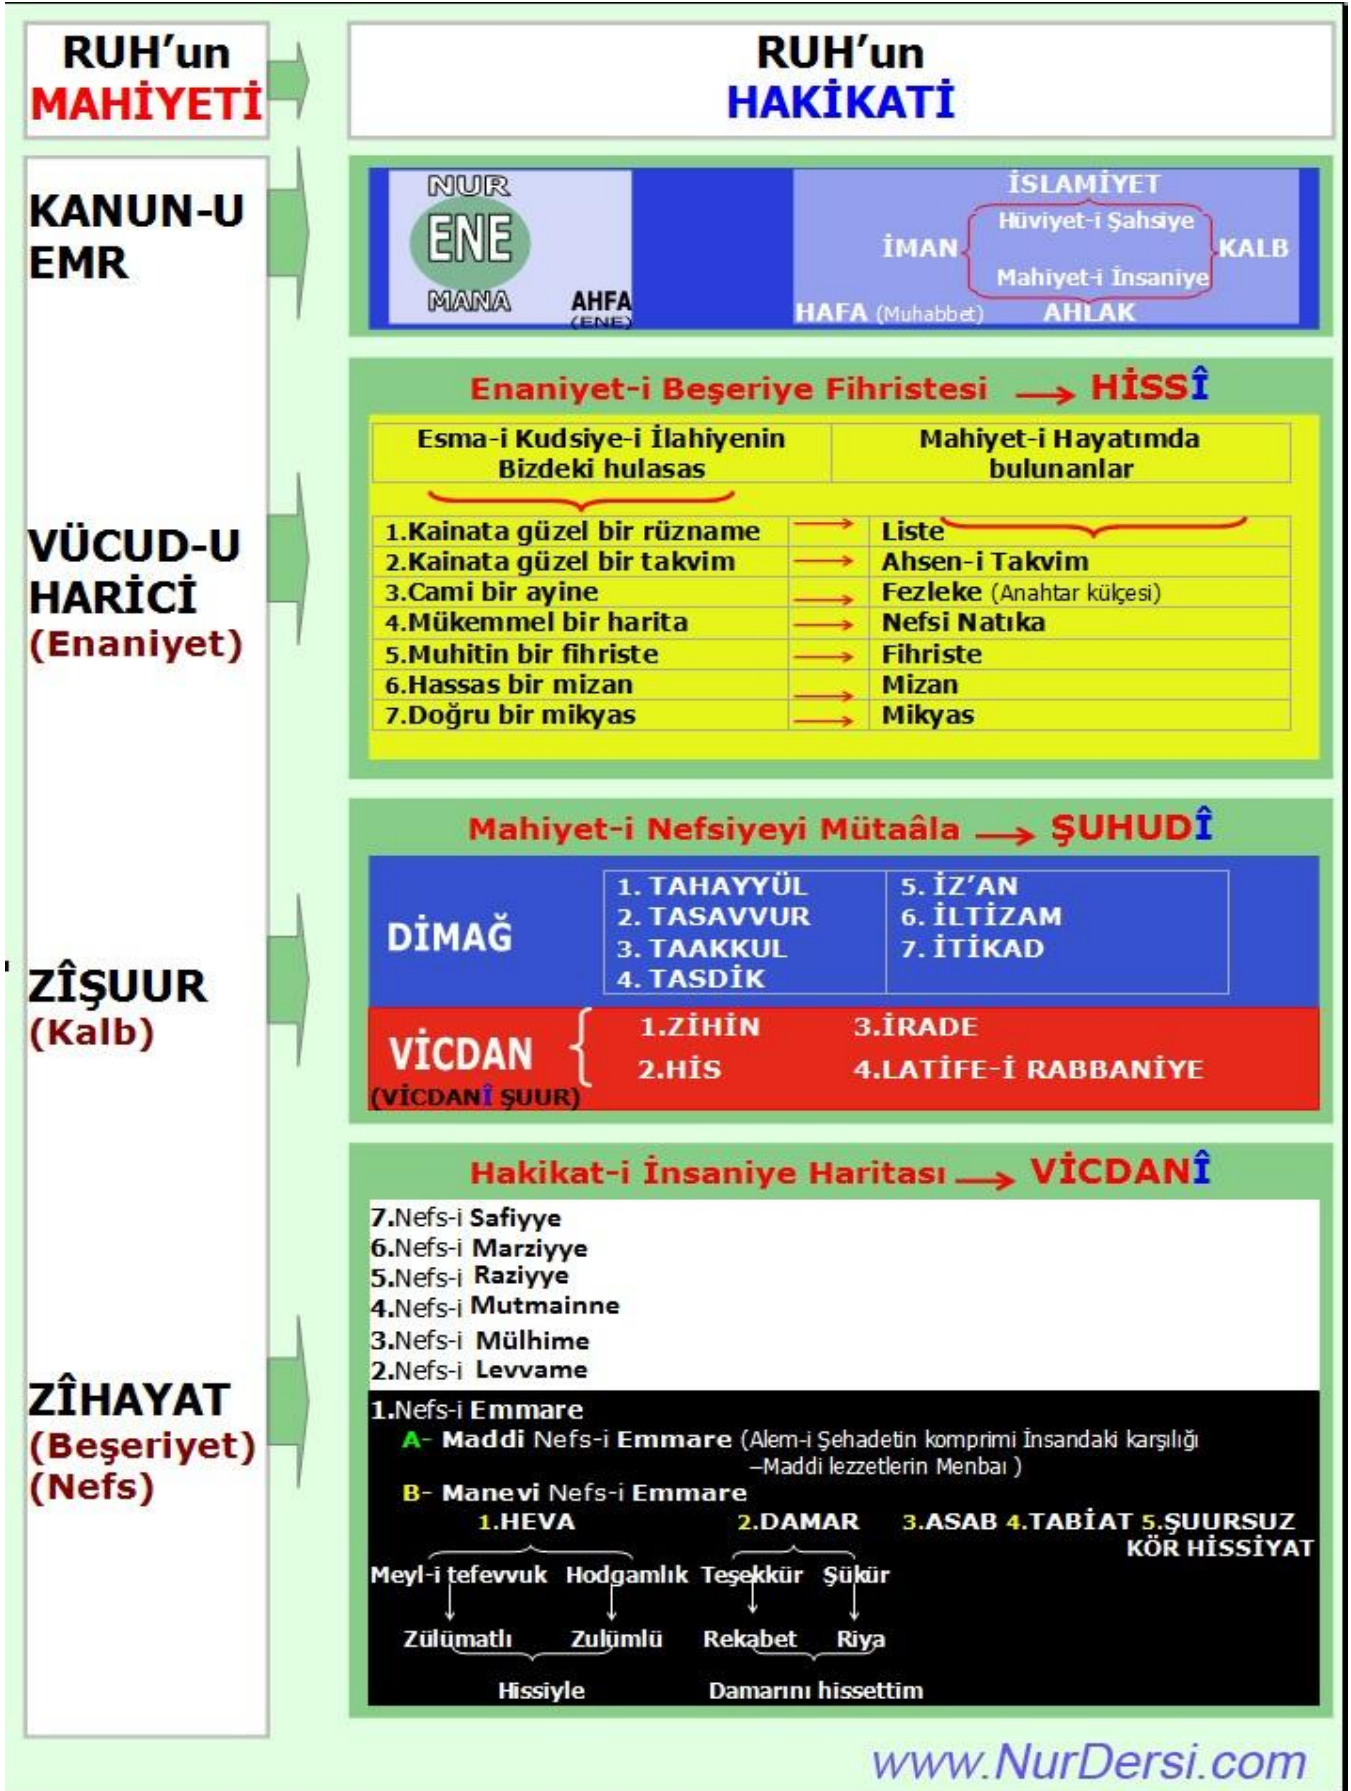 RUH'un
MAHİYETİ
RUH'un
HAKİKATİ
KANUN-U
EMR
NUR
ENE
MANA
AHFA
(ENE)
İSLAMİYET
Hüviyet-i Şahsiye
İMAN
KALB
Mahiyet-i İnsaniye
HAFA (Muhabbet)
AHLAK
VÜCUD-U
HARİCİ
(Enaniyet)
Enaniyet-i Beşeriye Fihristesi → HİSSÎ
Esma-i Kudsiye-i İlahiyenin
Bizdeki hulasas
Mahiyet-i Hayatımda
bulunanlar
1.Kainata güzel bir rüzname → Liste
2.Kainata güzel bir takvim → Ahsen-i Takvim
3.Cami bir ayine → Fezleke (Anahtar külçesi)
4.Mükemmel bir harita → Nefsi Natıka
5.Muhitin bir fihriste → Fihriste
6.Hassas bir mizan → Mizan
7.Doğru bir mikyas → Mikyas
ZÎŞUUR
(Kalb)
Mahiyet-i Nefsiyeyi Mütaâla → ŞUHUDÎ
DİMAĞ
1. TAHAYYÜL
2. TASAVVUR
3. TAAKKUL
4. TASDİK
5. İZ'AN
6. İLTİZAM
7. İTİKAD
VİCDAN
(VİCDANÎ ŞUUR)
1.ZİHİN
2.HİS
3.İRADE
4.LATİFE-İ RABBANİYE
ZÎHAYAT
(Beşeriyet)
(Nefs)
Hakikat-i İnsaniye Haritası → VİCDANÎ
7.Nefs-i Safiyye
6.Nefs-i Marziyye
5.Nefs-i Raziyye
4.Nefs-i Mutmainne
3.Nefs-i Mülhime
2.Nefs-i Levvame
1.Nefs-i Emmare
A- Maddi Nefs-i Emmare (Alem-i Şehadetin komprimi İnsandaki karşılığı
–Maddi lezzetlerin Menbaı )
B- Manevi Nefs-i Emmare
1.HEVA 2.DAMAR 3.ASAB 4.TABİAT 5.ŞUURSUZ
KÖR HİSSİYAT
Meyl-i tefevvuk Hodgamlık Teşekkür Şükür
Zülümatlı Zulümlü Rekabet Riya
Hissiyle Damarını hissettim
www.NurDersi.com